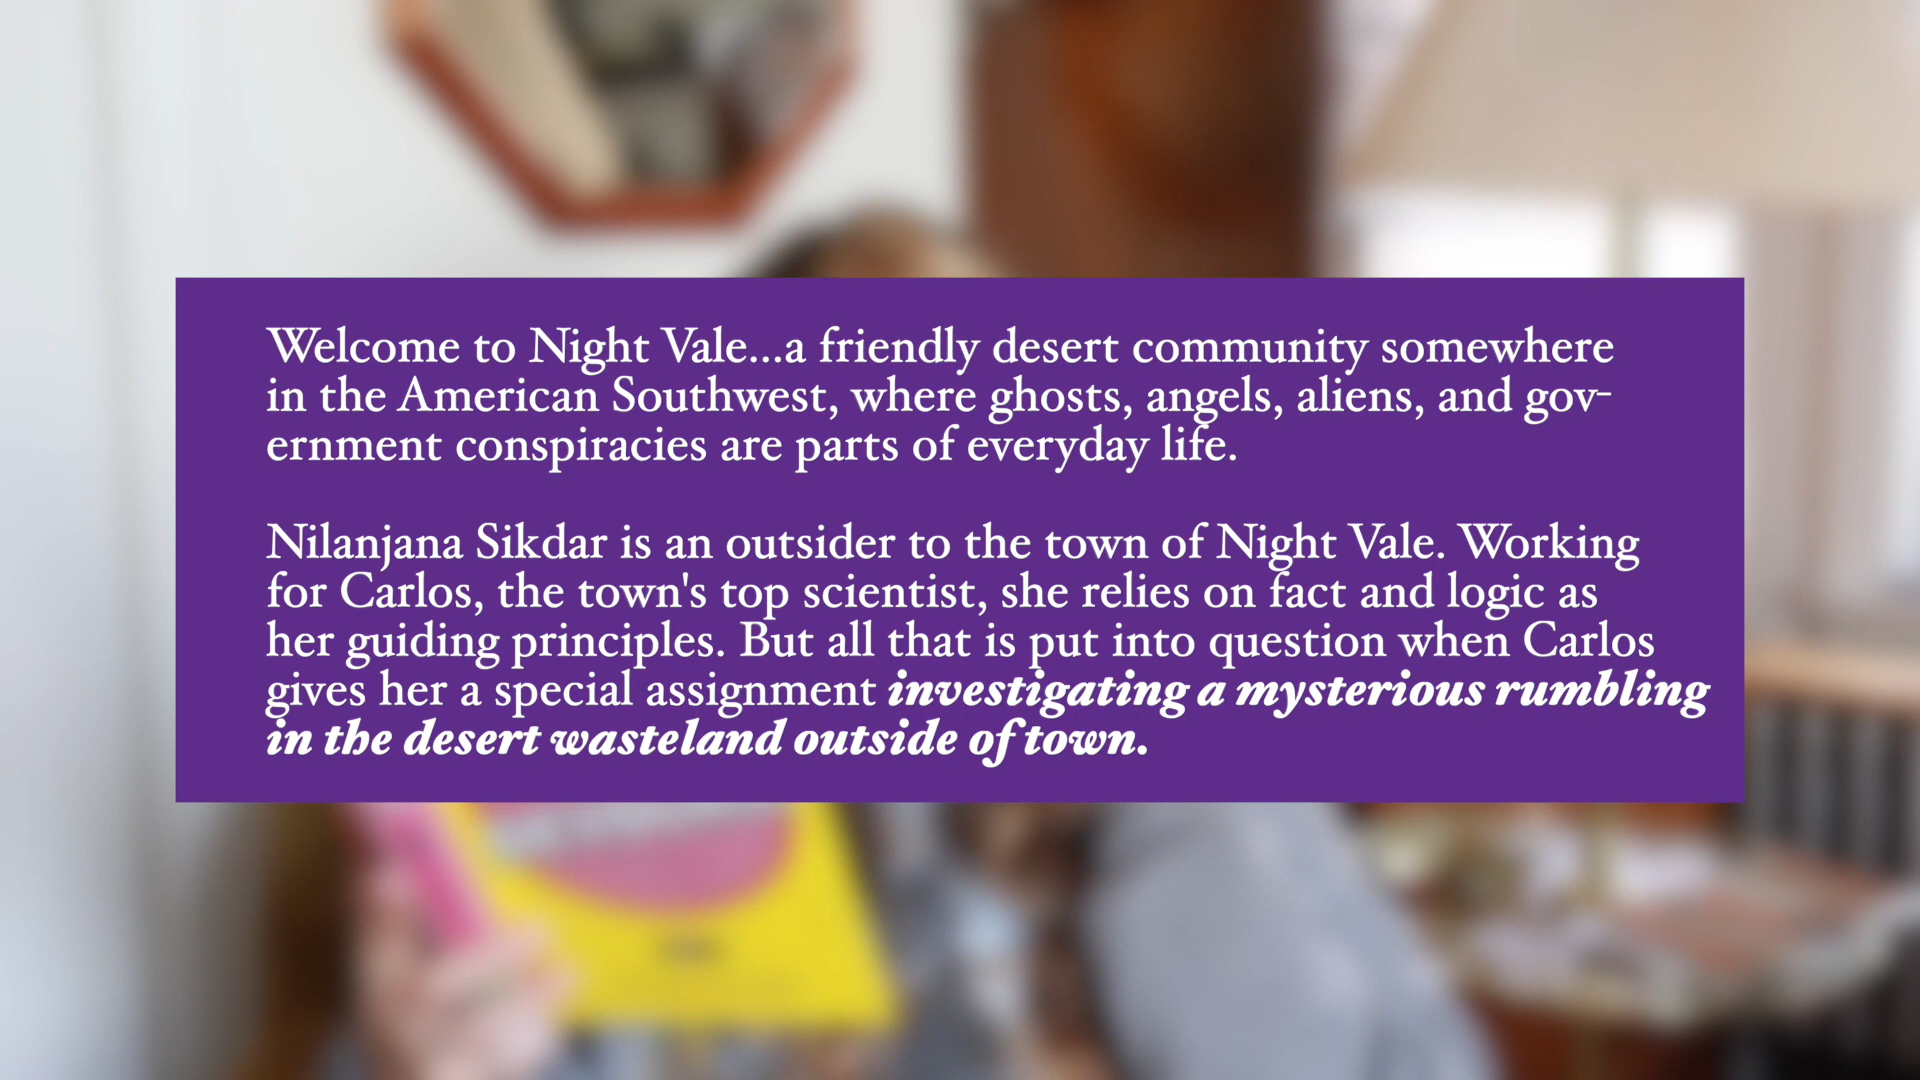 Welcome to Night Vale...a friendly desert community somewhere
in the American Southwest, where ghosts, angels, aliens, and gov-
ernment conspiracies are parts of everyday life.
Nilanjana Sikdar is an outsider to the town of Night Vale. Working
for Carlos, the town's top scientist, she relies on fact and logic as
her guiding principles. But all that is put into question when Carlos
gives her a special assignment investigating a mysterious rumbling
in the desert wasteland outside of town.